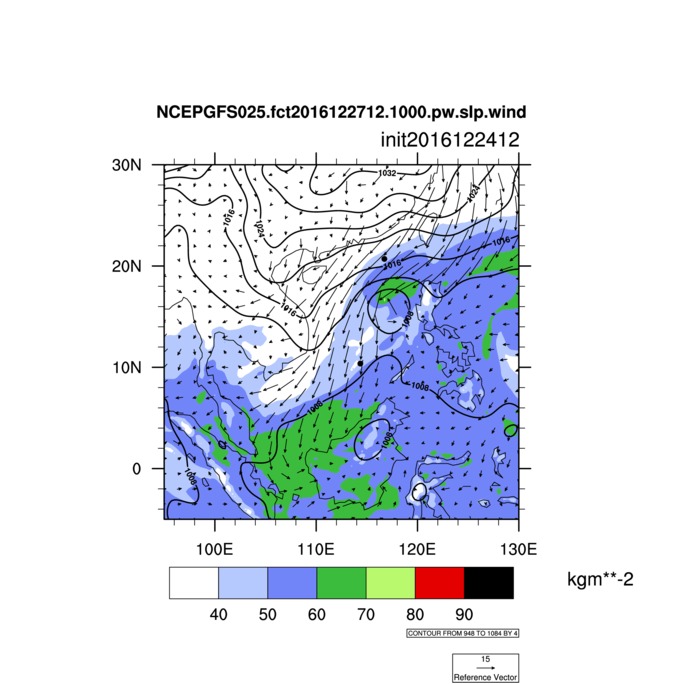 NCEPGFS025.fct2016122712.1000.pw.slp.wind
init2016122412
30N
1032
1024
1016
1024
1016
20N
1016
1016
1008
10N
1008
1008
1008
0
1008
100E 110E 120E 130E
kgm**-2
40 50 60 70 80 90
CONTOUR FROM 948 TO 1084 BY 4
15
Reference Vector